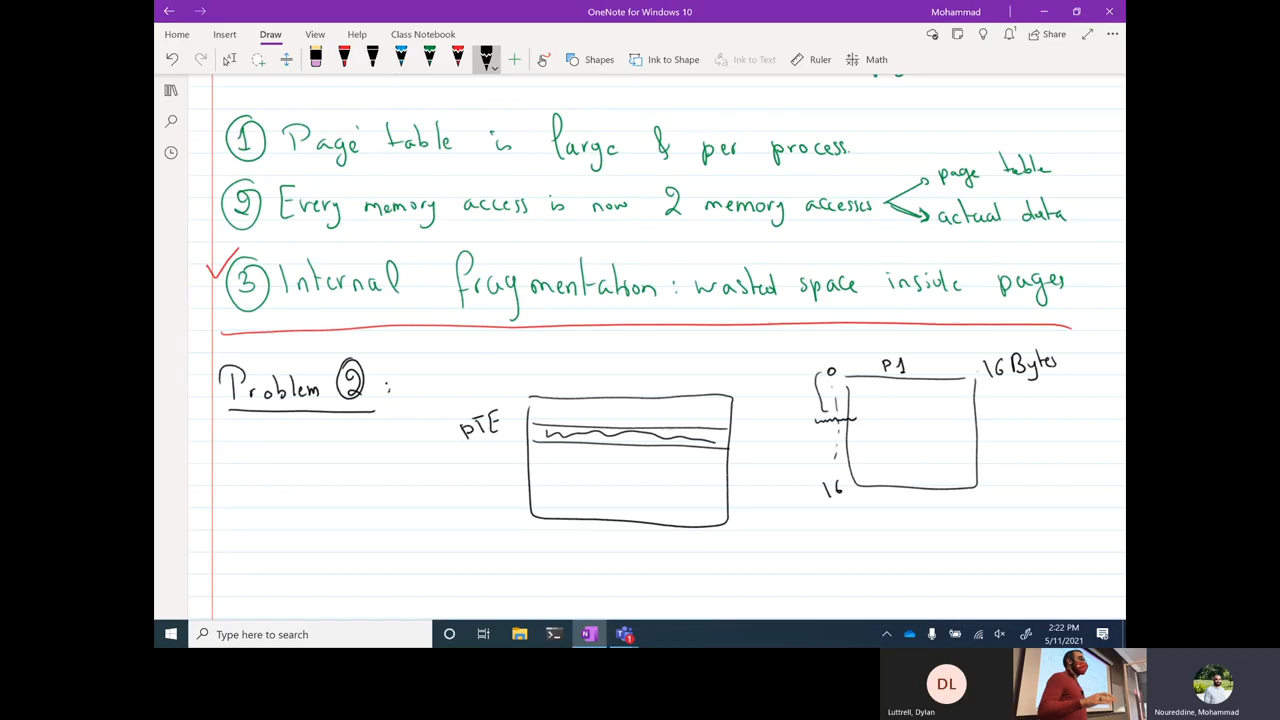 OneNote for Windows 10
Mohammad
Home Insert Draw View Help Class Notebook
Share
Shapes Ink to Shape Ink to Text Ruler Math
① Page table is large & per process.
② Every memory access is now 2 memory accesses
page table
actual data
③ Internal fragmentation: wasted space inside pages
Problem ② :
0 P1 16 Bytes
PTE
16
Type here to search
2:22 PM
5/11/2021
DL
Luttrell, Dylan
Noureddine, Mohammad